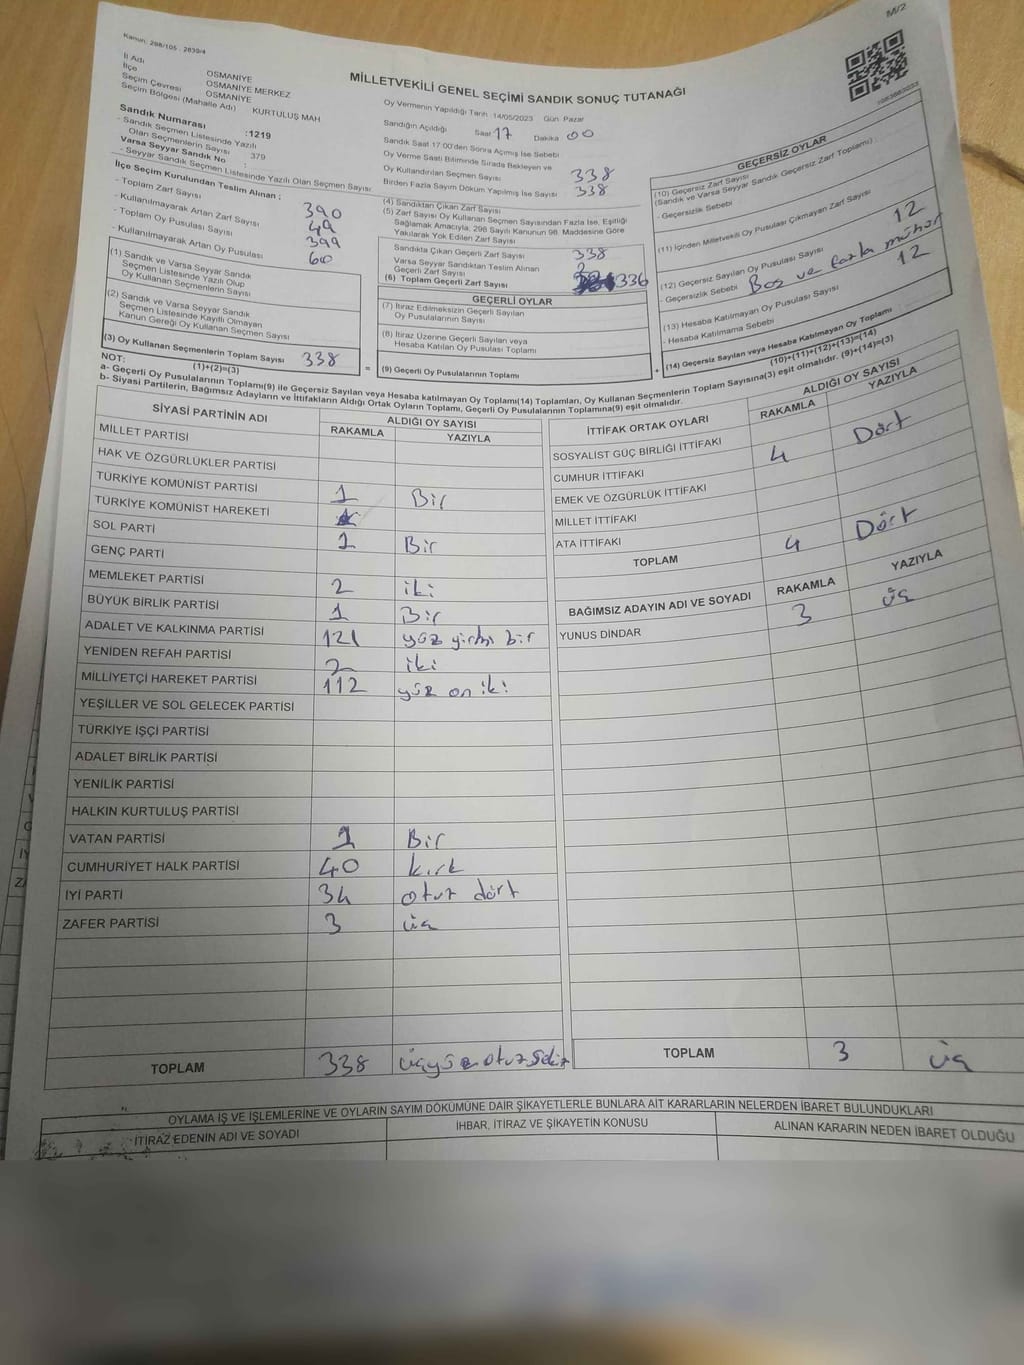 M/2
Kanun: 298/105 . 2839/4
MİLLETVEKİLİ GENEL SEÇİMİ SANDIK SONUÇ TUTANAĞI
1083663033
İl Adı OSMANİYE
İlçe OSMANİYE MERKEZ
Seçim Çevresi OSMANİYE
Seçim Bölgesi (Mahalle Adı) KURTULUŞ MAH
Sandık Numarası :1219
- Sandık Seçmen Listesinde Yazılı
Olan Seçmenlerin Sayısı 379
Varsa Seyyar Sandık No :
- Seyyar Sandık Seçmen Listesinde Yazılı Olan Seçmen Sayısı:
İlçe Seçim Kurulundan Teslim Alınan :
- Toplam Zarf Sayısı 390
- Kullanılmayarak Artan Zarf Sayısı 49
- Toplam Oy Pusulası Sayısı 399
- Kullanılmayarak Artan Oy Pusulası 60
(1) Sandık ve Varsa Seyyar Sandık
Seçmen Listesinde Yazılı Olup
Oy Kullanan Seçmenlerin Sayısı
(2) Sandık ve Varsa Seyyar Sandık
Seçmen Listesinde Kayıtlı Olmayan
Kanun Gereği Oy Kullanan Seçmen Sayısı
(3) Oy Kullanan Seçmenlerin Toplam Sayısı 338
(1)+(2)=(3)
Oy Vermenin Yapıldığı Tarih :14/05/2023 Gün Pazar
Sandığın Açıldığı Saat 17 Dakika 00
Sandık Saat 17:00'den Sonra Açılmış İse Sebebi
Oy Verme Saati Bitiminde Sırada Bekleyen ve
Oy Kullandırılan Seçmen Sayısı 338
Birden Fazla Sayım Döküm Yapılmış İse Sayısı 338
(4) Sandıktan Çıkan Zarf Sayısı
(5) Zarf Sayısı Oy Kullanan Seçmen Sayısından Fazla İse, Eşitliği
Sağlamak Amacıyla, 298 Sayılı Kanunun 98. Maddesine Göre
Yakılarak Yok Edilen Zarf Sayısı
Sandıkta Çıkan Geçerli Zarf Sayısı 338
Varsa Seyyar Sandıktan Teslim Alınan
Geçerli Zarf Sayısı 2
(6) Toplam Geçerli Zarf Sayısı 336
GEÇERLİ OYLAR
(7) İtiraz Edilmeksizin Geçerli Sayılan
Oy Pusulalarının Sayısı
(8) İtiraz Üzerine Geçerli Sayılan veya
Hesaba Katılan Oy Pusulası Toplamı
= (9) Geçerli Oy Pusulalarının Toplamı
GEÇERSİZ OYLAR
(10) Geçersiz Zarf Sayısı
(Sandık ve Varsa Seyyar Sandık Geçersiz Zarf Toplamı) :
- Geçersizlik Sebebi
(11) İçinden Milletvekili Oy Pusulası Çıkmayan Zarf Sayısı
(12) Geçersiz Sayılan Oy Pusulası Sayısı 12
- Geçersizlik Sebebi Boş ve fazla mühür
(13) Hesaba Katılmayan Oy Pusulası Sayısı 12
- Hesaba Katılmama Sebebi
+ (14) Geçersiz Sayılan veya Hesaba Katılmayan Oy Toplamı
(10)+(11)+(12)+(13)=(14)
NOT:
a- Geçerli Oy Pusulalarının Toplamı(9) ile Geçersiz Sayılan veya Hesaba katılmayan Oy Toplamı(14) Toplamları, Oy Kullanan Seçmenlerin Toplam Sayısına(3) eşit olmalıdır. (9)+(14)=(3)
b- Siyasi Partilerin, Bağımsız Adayların ve İttifakların Aldığı Ortak Oyların Toplamı, Geçerli Oy Pusulalarının Toplamına(9) eşit olmalıdır.
SİYASİ PARTİNİN ADI ALDIĞI OY SAYISI
RAKAMLA YAZIYLA
MİLLET PARTİSİ
HAK VE ÖZGÜRLÜKLER PARTİSİ
TÜRKİYE KOMÜNİST PARTİSİ 1 Bir
TÜRKİYE KOMÜNİST HAREKETİ
SOL PARTİ 1 Bir
GENÇ PARTİ
MEMLEKET PARTİSİ 2 iki
BÜYÜK BİRLİK PARTİSİ 1 Bir
ADALET VE KALKINMA PARTİSİ 121 yüz yirmi bir
YENİDEN REFAH PARTİSİ 2 iki
MİLLİYETÇİ HAREKET PARTİSİ 112 yüz on iki
YEŞİLLER VE SOL GELECEK PARTİSİ
TÜRKİYE İŞÇİ PARTİSİ
ADALET BİRLİK PARTİSİ
YENİLİK PARTİSİ
HALKIN KURTULUŞ PARTİSİ
VATAN PARTİSİ 1 Bir
CUMHURİYET HALK PARTİSİ 40 kırk
İYİ PARTİ 34 otuz dört
ZAFER PARTİSİ 3 üç
TOPLAM 338 üçyüz otuz sekiz
İTTİFAK ORTAK OYLARI ALDIĞI OY SAYISI
RAKAMLA YAZIYLA
SOSYALİST GÜÇ BİRLİĞİ İTTİFAKI
CUMHUR İTTİFAKI 4 Dört
EMEK VE ÖZGÜRLÜK İTTİFAKI
MİLLET İTTİFAKI
ATA İTTİFAKI
TOPLAM 4 Dört
BAĞIMSIZ ADAYIN ADI VE SOYADI RAKAMLA YAZIYLA
YUNUS DİNDAR 3 üç
TOPLAM 3 üç
OYLAMA İŞ VE İŞLEMLERİNE VE OYLARIN SAYIM DÖKÜMÜNE DAİR ŞİKAYETLERLE BUNLARA AİT KARARLARIN NELERDEN İBARET BULUNDUKLARI
İTİRAZ EDENİN ADI VE SOYADI İHBAR, İTİRAZ VE ŞİKAYETİN KONUSU ALINAN KARARIN NEDEN İBARET OLDUĞU